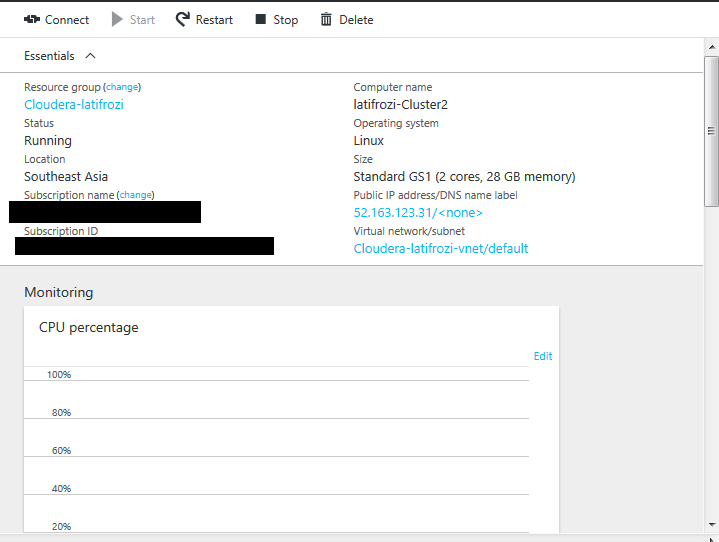 Connect Start Restart Stop Delete
Essentials
Resource group (change)
Cloudera-latifrozi
Status
Running
Location
Southeast Asia
Subscription name (change)
Subscription ID
Computer name
latifrozi-Cluster2
Operating system
Linux
Size
Standard GS1 (2 cores, 28 GB memory)
Public IP address/DNS name label
52.163.123.31/<none>
Virtual network/subnet
Cloudera-latifrozi-vnet/default
Monitoring
CPU percentage
Edit
100%
80%
60%
40%
20%